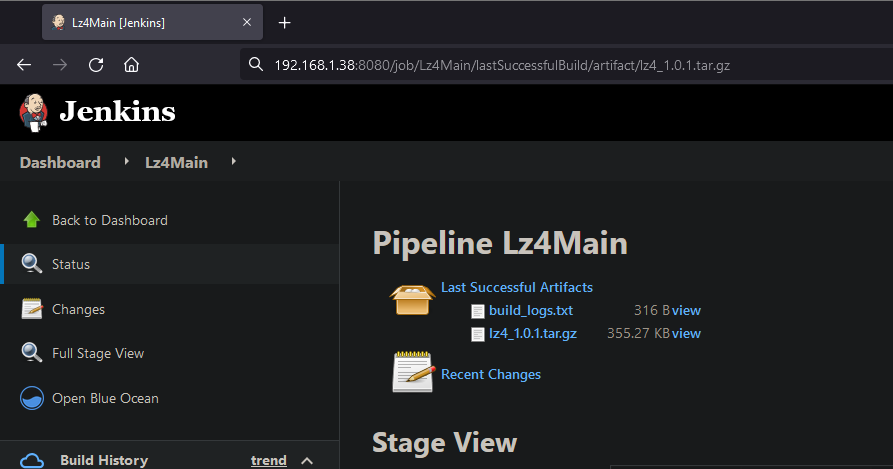 Lz4Main [Jenkins]
192.168.1.38:8080/job/Lz4Main/lastSuccessfulBuild/artifact/lz4_1.0.1.tar.gz
Jenkins
Dashboard Lz4Main
Back to Dashboard
Status
Changes
Full Stage View
Open Blue Ocean
Build History trend
Pipeline Lz4Main
Last Successful Artifacts
build_logs.txt 316 B view
lz4_1.0.1.tar.gz 355.27 KB view
Recent Changes
Stage View